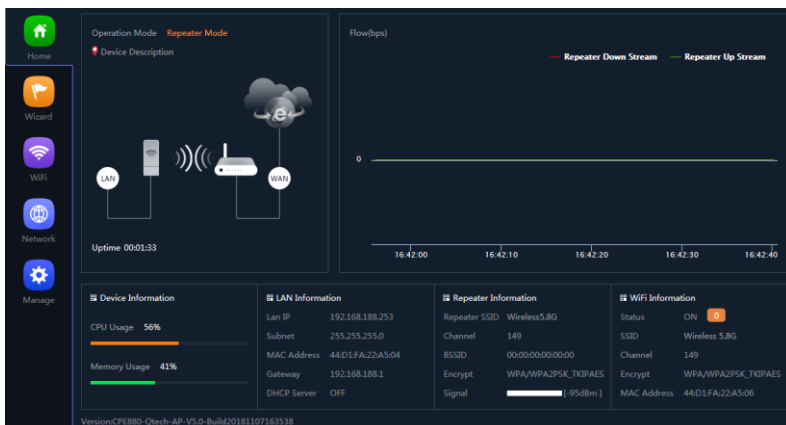 Home
Wizard
WiFi
Network
Manage
Operation Mode Repeater Mode
Device Description
LAN
WAN
Uptime 00:01:33
Flow(bps)
Repeater Down Stream
Repeater Up Stream
0
16:42:00 16:42:10 16:42:20 16:42:30 16:42:40
Device Information
CPU Usage 56%
Memory Usage 41%
LAN Information
Lan IP 192.168.188.253
Subnet 255.255.255.0
MAC Address 44:D1:FA:22:A5:04
Gateway 192.168.188.1
DHCP Server OFF
Repeater Information
Repeater SSID Wireless5.8G
Channel 149
BSSID 00:00:00:00:00:00
Encrypt WPA/WPA2PSK_TKIPAES
Signal [-95dBm ]
WiFi Information
Status ON 0
SSID Wireless 5.8G
Channel 149
Encrypt WPA/WPA2PSK_TKIPAES
MAC Address 44:D1:FA:22:A5:06
Version:CPE880-Qtech-AP-V5.0-Build20181107163538